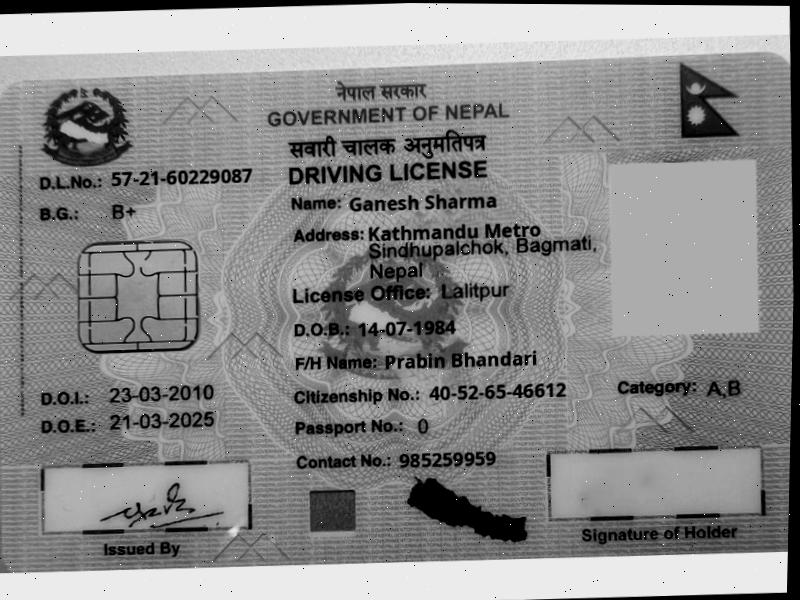 नेपाल सरकार
GOVERNMENT OF NEPAL
सवारी चालक अनुमतिपत्र
DRIVING LICENSE
D.L.No.: 57-21-60229087
B.G.: B+
Name: Ganesh Sharma
Address: Kathmandu Metro
Sindhupalchok, Bagmati,
Nepal
License Office: Lalitpur
D.O.B.: 14-07-1984
F/H Name: Prabin Bhandari
D.O.I.: 23-03-2010
Citizenship No.: 40-52-65-46612
Category: A,B
D.O.E.: 21-03-2025
Passport No.: 0
Contact No.: 985259959
Issued By
Signature of Holder